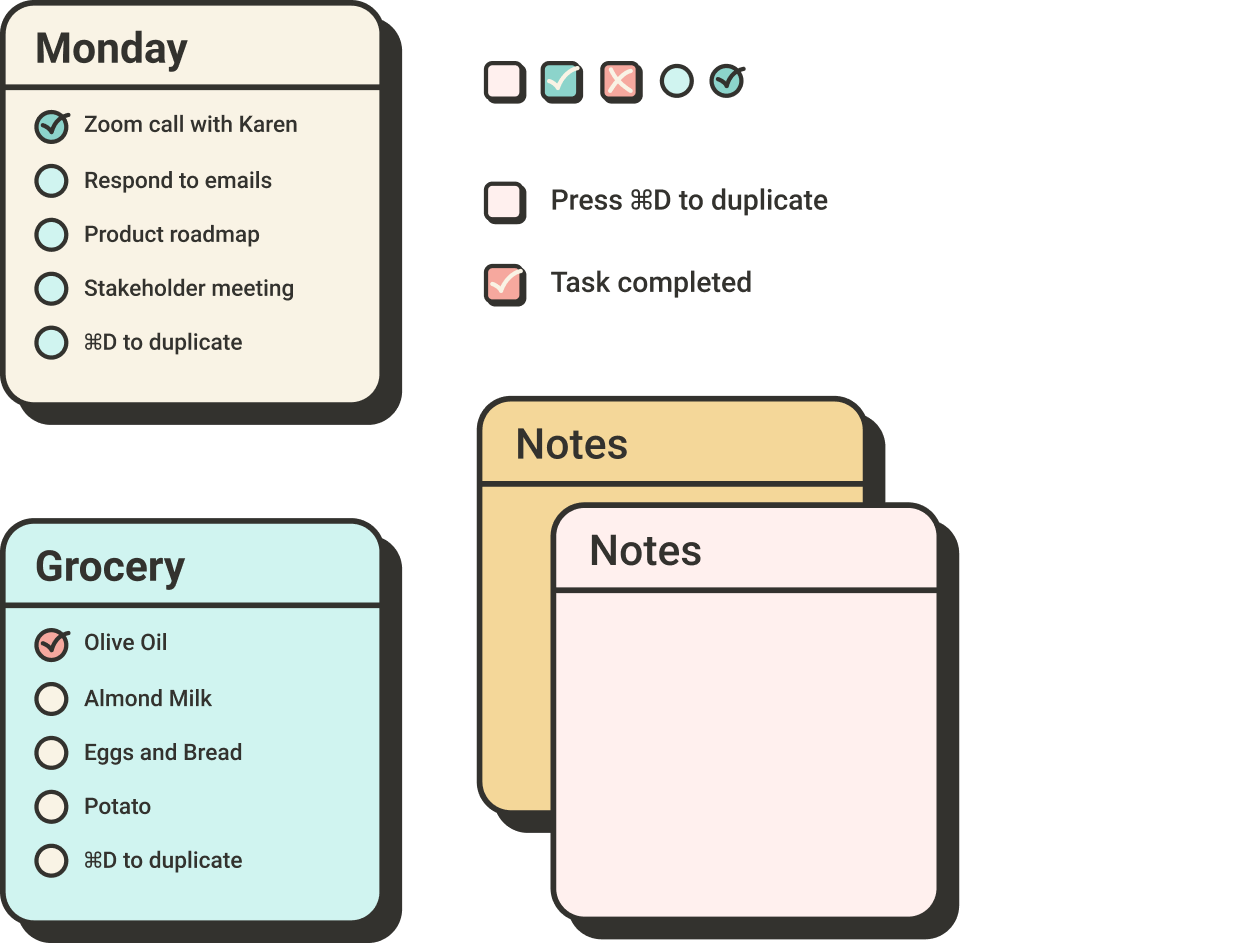 Monday
Zoom call with Karen
Respond to emails
Product roadmap
Stakeholder meeting
⌘D to duplicate
Press ⌘D to duplicate
Task completed
Grocery
Olive Oil
Almond Milk
Eggs and Bread
Potato
⌘D to duplicate
Notes
Notes